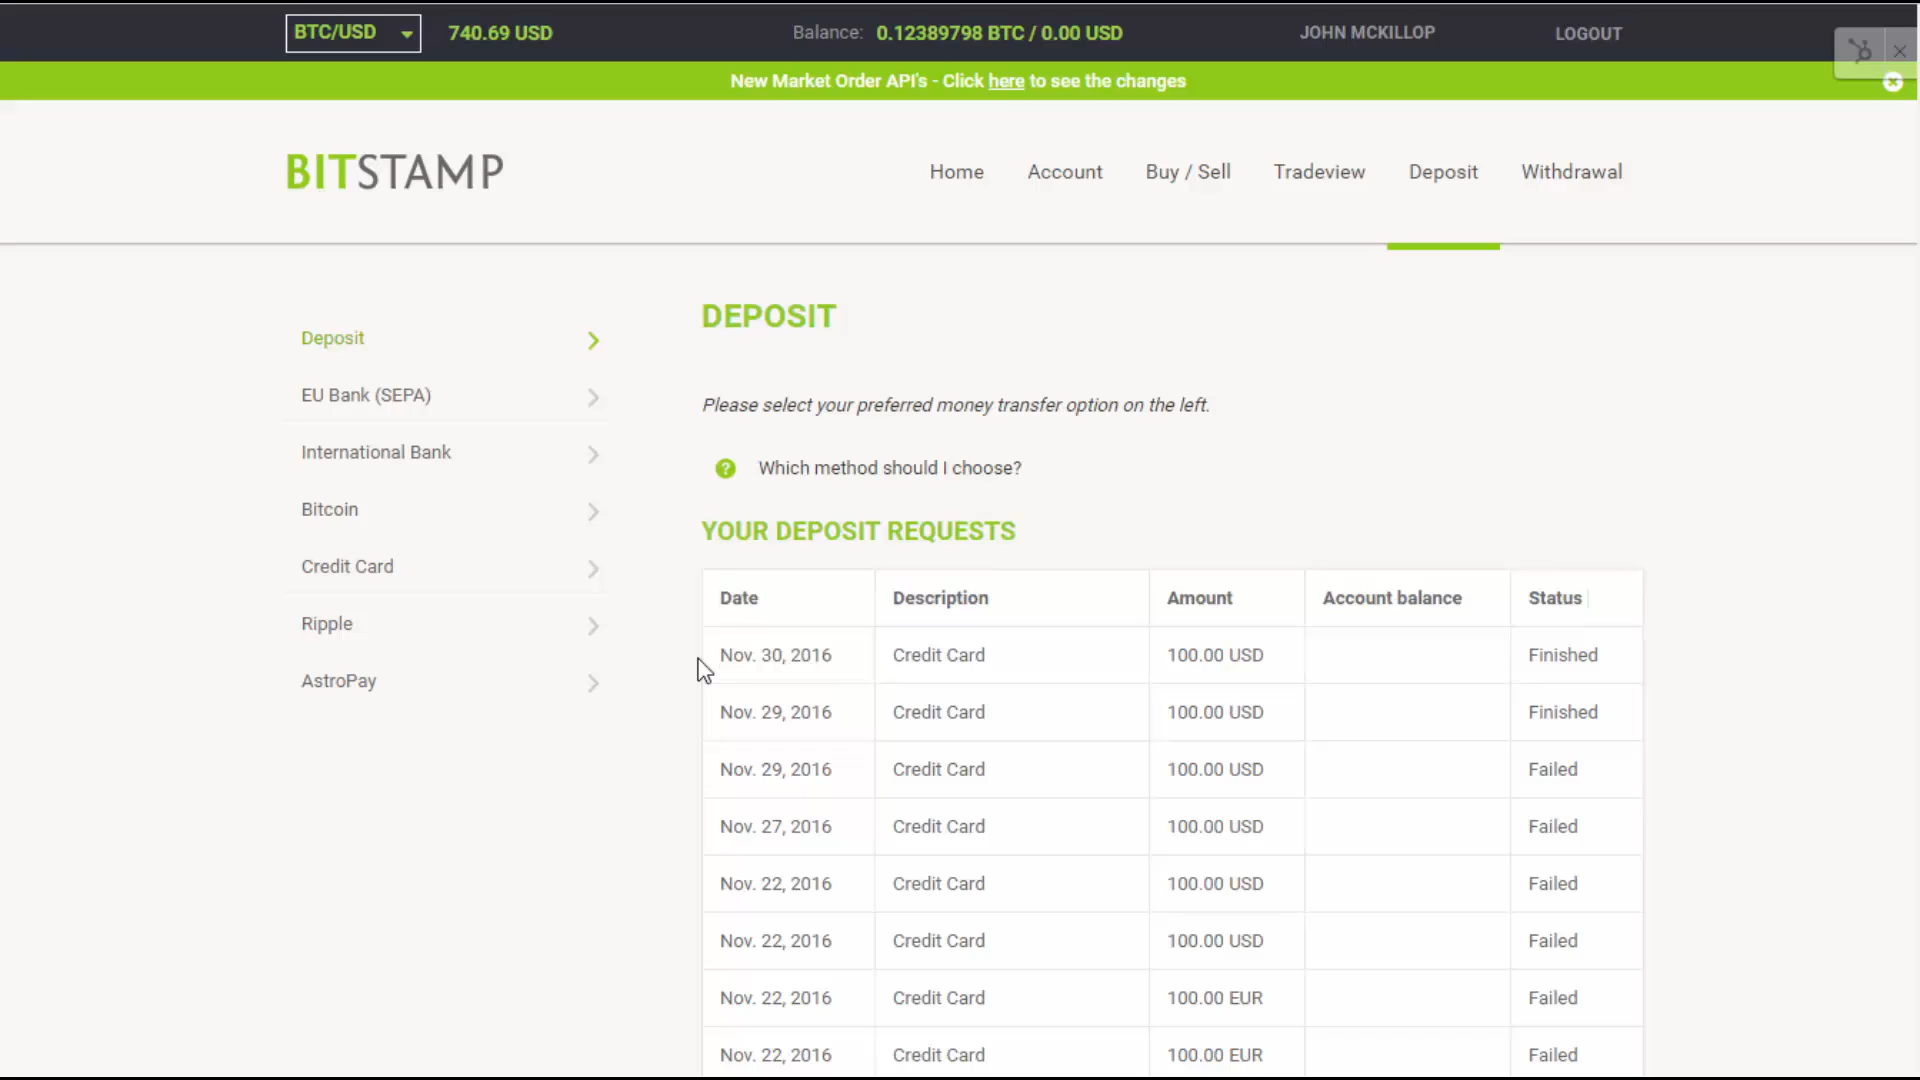 BTC/USD 740.69 USD Balance: 0.12389798 BTC / 0.00 USD JOHN MCKILLOP LOGOUT
New Market Order API's - Click here to see the changes
BITSTAMP Home Account Buy / Sell Tradeview Deposit Withdrawal
Deposit
EU Bank (SEPA)
International Bank
Bitcoin
Credit Card
Ripple
AstroPay
DEPOSIT
Please select your preferred money transfer option on the left.
? Which method should I choose?
YOUR DEPOSIT REQUESTS
Date Description Amount Account balance Status
Nov. 30, 2016 Credit Card 100.00 USD Finished
Nov. 29, 2016 Credit Card 100.00 USD Finished
Nov. 29, 2016 Credit Card 100.00 USD Failed
Nov. 27, 2016 Credit Card 100.00 USD Failed
Nov. 22, 2016 Credit Card 100.00 USD Failed
Nov. 22, 2016 Credit Card 100.00 USD Failed
Nov. 22, 2016 Credit Card 100.00 EUR Failed
Nov. 22, 2016 Credit Card 100.00 EUR Failed